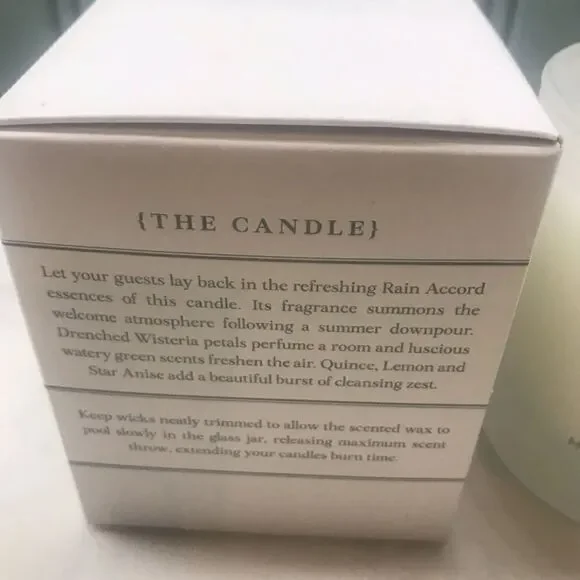 {THE CANDLE}
Let your guests lay back in the refreshing Rain Accord
essences of this candle. Its fragrance summons the
welcome atmosphere following a summer downpour.
Drenched Wisteria petals perfume a room and luscious
watery green scents freshen the air. Quince, Lemon and
Star Anise add a beautiful burst of cleansing zest.
Keep wicks neatly trimmed to allow the scented wax to
pool slowly in the glass jar, releasing maximum scent
throw, extending your candles burn time.